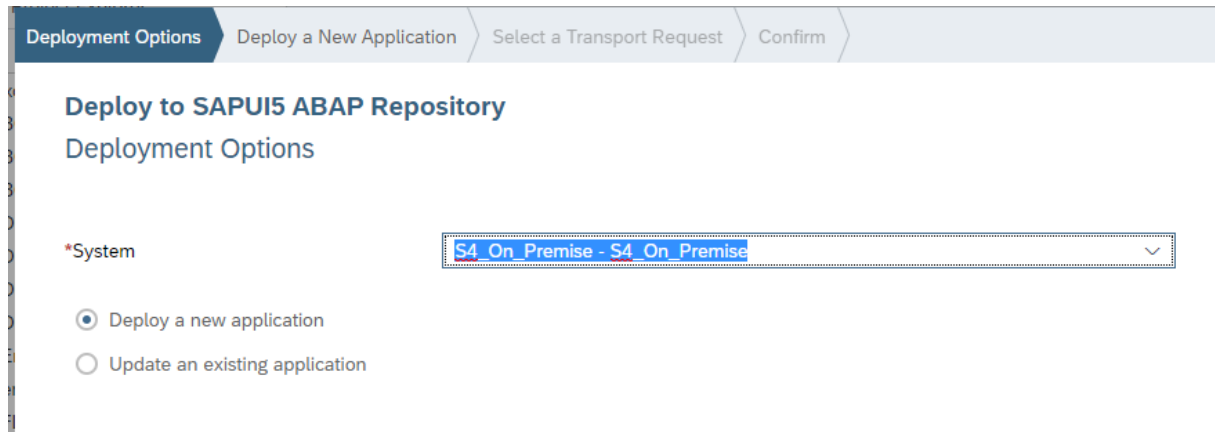 Deployment Options Deploy a New Application Select a Transport Request Confirm
Deploy to SAPUI5 ABAP Repository
Deployment Options
*System S4_On_Premise - S4_On_Premise
Deploy a new application
Update an existing application